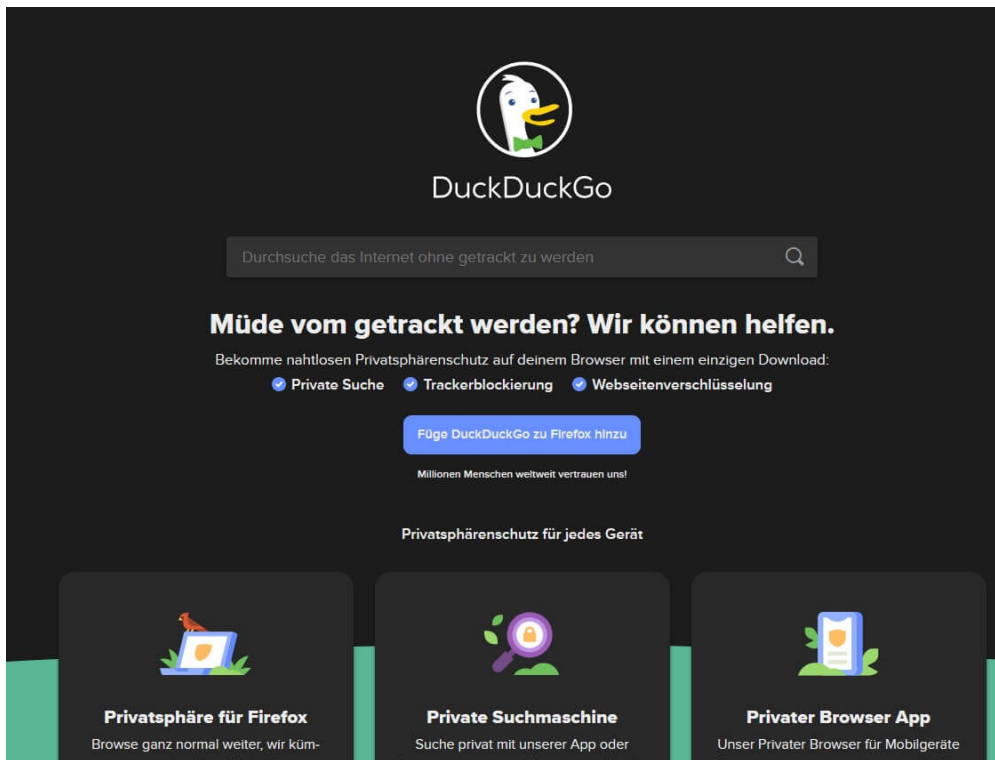 DuckDuckGo
Durchsuche das Internet ohne getrackt zu werden
Müde vom getrackt werden? Wir können helfen.
Bekomme nahtlosen Privatsphärenschutz auf deinem Browser mit einem einzigen Download:
Private Suche Trackerblockierung Webseitenverschlüsselung
Füge DuckDuckGo zu Firefox hinzu
Millionen Menschen weltweit vertrauen uns!
Privatsphärenschutz für jedes Gerät
Privatsphäre für Firefox
Browse ganz normal weiter, wir küm-
Private Suchmaschine
Suche privat mit unserer App oder
Privater Browser App
Unser Privater Browser für Mobilgeräte